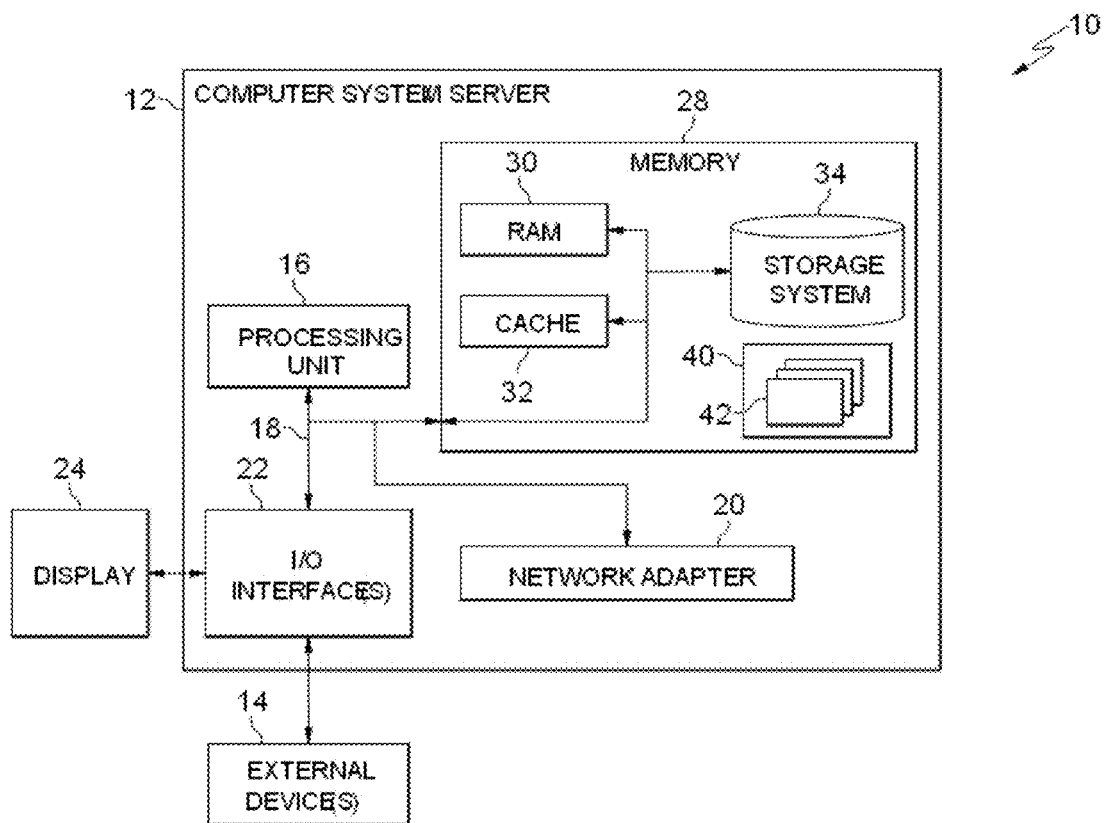 10
12
COMPUTER SYSTEM SERVER
28
MEMORY
30
RAM
34
STORAGE
SYSTEM
16
PROCESSING
UNIT
CACHE
32
40
42
18
24
22
20
DISPLAY
I/O
INTERFACE(S)
NETWORK ADAPTER
14
EXTERNAL
DEVICE(S)